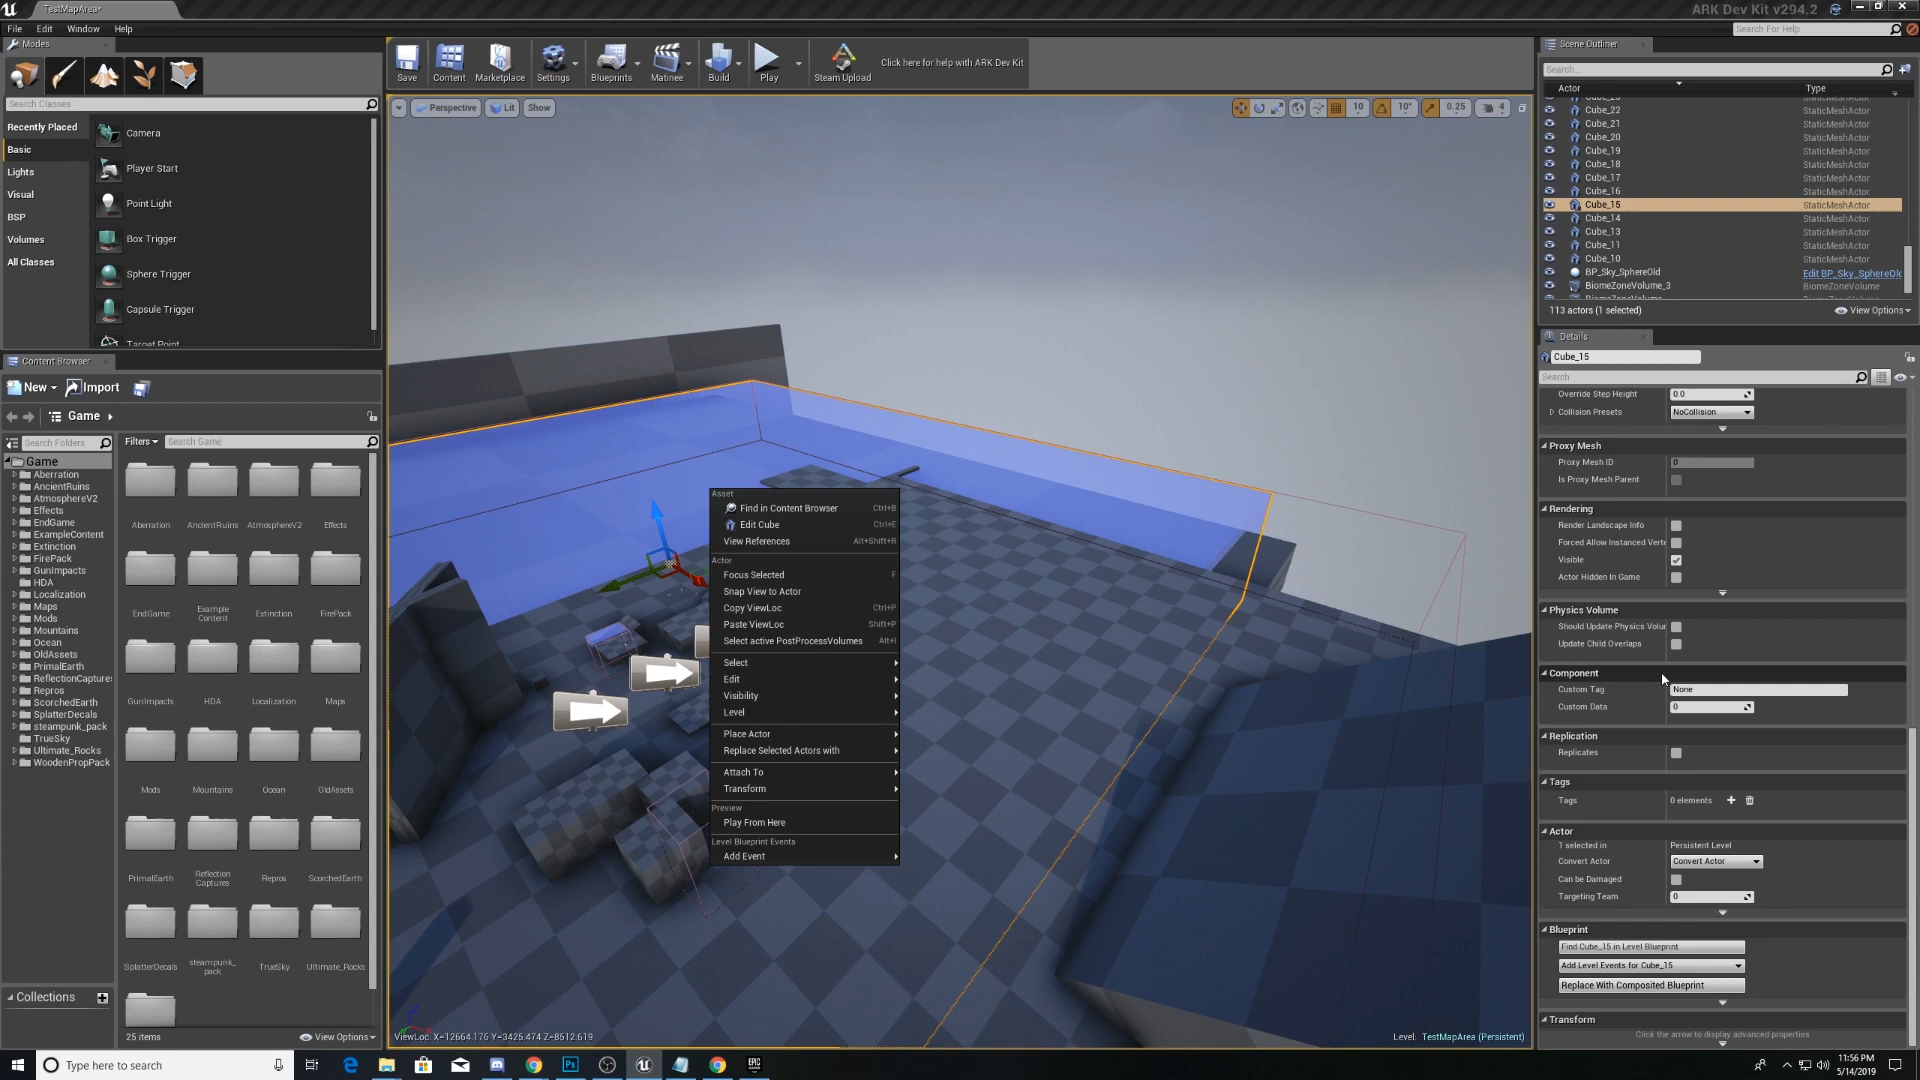 TestMapArea*
ARK Dev Kit v294.2
File Edit Window Help
Search For Help
Modes
Search Classes
Recently Placed
Basic
Lights
Visual
BSP
Volumes
All Classes
Camera
Player Start
Point Light
Box Trigger
Sphere Trigger
Capsule Trigger
Target Point
Save Content Marketplace Settings Blueprints Matinee Build Play Steam Upload
Click here for help with ARK Dev Kit
Perspective Lit Show
10 10° 0.25 4
Scene Outliner
Search...
Actor Type
Cube_22 StaticMeshActor
Cube_21 StaticMeshActor
Cube_20 StaticMeshActor
Cube_19 StaticMeshActor
Cube_18 StaticMeshActor
Cube_17 StaticMeshActor
Cube_16 StaticMeshActor
Cube_15 StaticMeshActor
Cube_14 StaticMeshActor
Cube_13 StaticMeshActor
Cube_11 StaticMeshActor
Cube_10 StaticMeshActor
BP_Sky_SphereOld Edit BP_Sky_SphereOld
BiomeZoneVolume_3 BiomeZoneVolume
113 actors (1 selected)
View Options
Content Browser
New Import
Game
Search Folders
Filters Search Game
Game
Aberration
AncientRuins
AtmosphereV2
Effects
EndGame
ExampleContent
Extinction
FirePack
GunImpacts
HDA
Localization
Maps
Mods
Mountains
Ocean
OldAssets
PrimalEarth
ReflectionCapture
Repros
ScorchedEarth
SplatterDecals
steampunk_pack
TrueSky
Ultimate_Rocks
WoodenPropPack
Aberration AncientRuins AtmosphereV2 Effects
EndGame Example Content Extinction FirePack
GunImpacts HDA Localization Maps
Mods Mountains Ocean OldAssets
PrimalEarth Reflection Captures Repros ScorchedEarth
SplatterDecals steampunk_pack TrueSky Ultimate_Rocks
Collections
25 items
View Options
Asset
Find in Content Browser Ctrl+B
Edit Cube Ctrl+E
View References Alt+Shift+R
Actor
Focus Selected F
Snap View to Actor
Copy ViewLoc Ctrl+P
Paste ViewLoc Shift+P
Select active PostProcessVolumes Alt+I
Select
Edit
Visibility
Level
Place Actor
Replace Selected Actors with
Attach To
Transform
Preview
Play From Here
Level Blueprint Events
Add Event
ViewLoc: X=12664.176 Y=3425.474 Z=8512.619
Level: TestMapArea (Persistent)
Details
Cube_15
Search
Override Step Height 0.0
Collision Presets NoCollision
Proxy Mesh
Proxy Mesh ID 0
Is Proxy Mesh Parent
Rendering
Render Landscape Info
Forced Allow Instanced Verte
Visible
Actor Hidden In Game
Physics Volume
Should Update Physics Volur
Update Child Overlaps
Component
Custom Tag None
Custom Data 0
Replication
Replicates
Tags
Tags 0 elements
Actor
1 selected in Persistent Level
Convert Actor Convert Actor
Can be Damaged
Targeting Team 0
Blueprint
Find Cube_15 in Level Blueprint
Add Level Events for Cube_15
Replace With Composited Blueprint
Transform
Click the arrow to display advanced properties
Type here to search
11:56 PM
5/14/2019